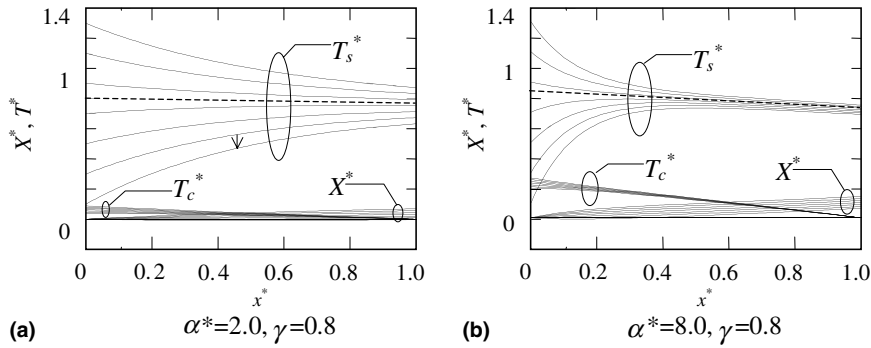 1.4
1
0
X*, T*
T_s*
T_c*
X*
0 0.2 0.4 0.6 0.8 1.0
x*
(a) α*=2.0, γ=0.8
1.4
1
0
X*, T*
T_s*
T_c*
X*
0 0.2 0.4 0.6 0.8 1.0
x*
(b) α*=8.0, γ=0.8